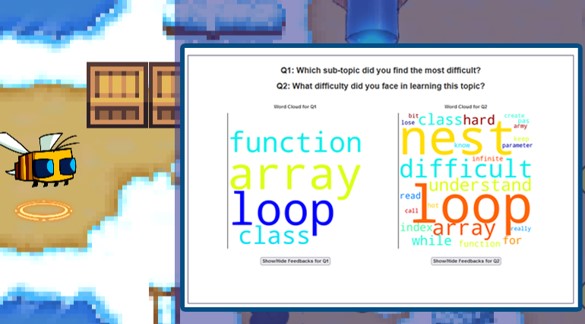 Q1: Which sub-topic did you find the most difficult?
Q2: What difficulty did you face in learning this topic?
Word Cloud for Q1
function
array
loop
class
Show/Hide Feedbacks for Q1
Word Cloud for Q2
bit
lose
class
hard
create
army
nest
parameter
know
infinite
difficult
understand
read
call
loop
index
array
really
while
function
for
Show/Hide Feedbacks for Q2